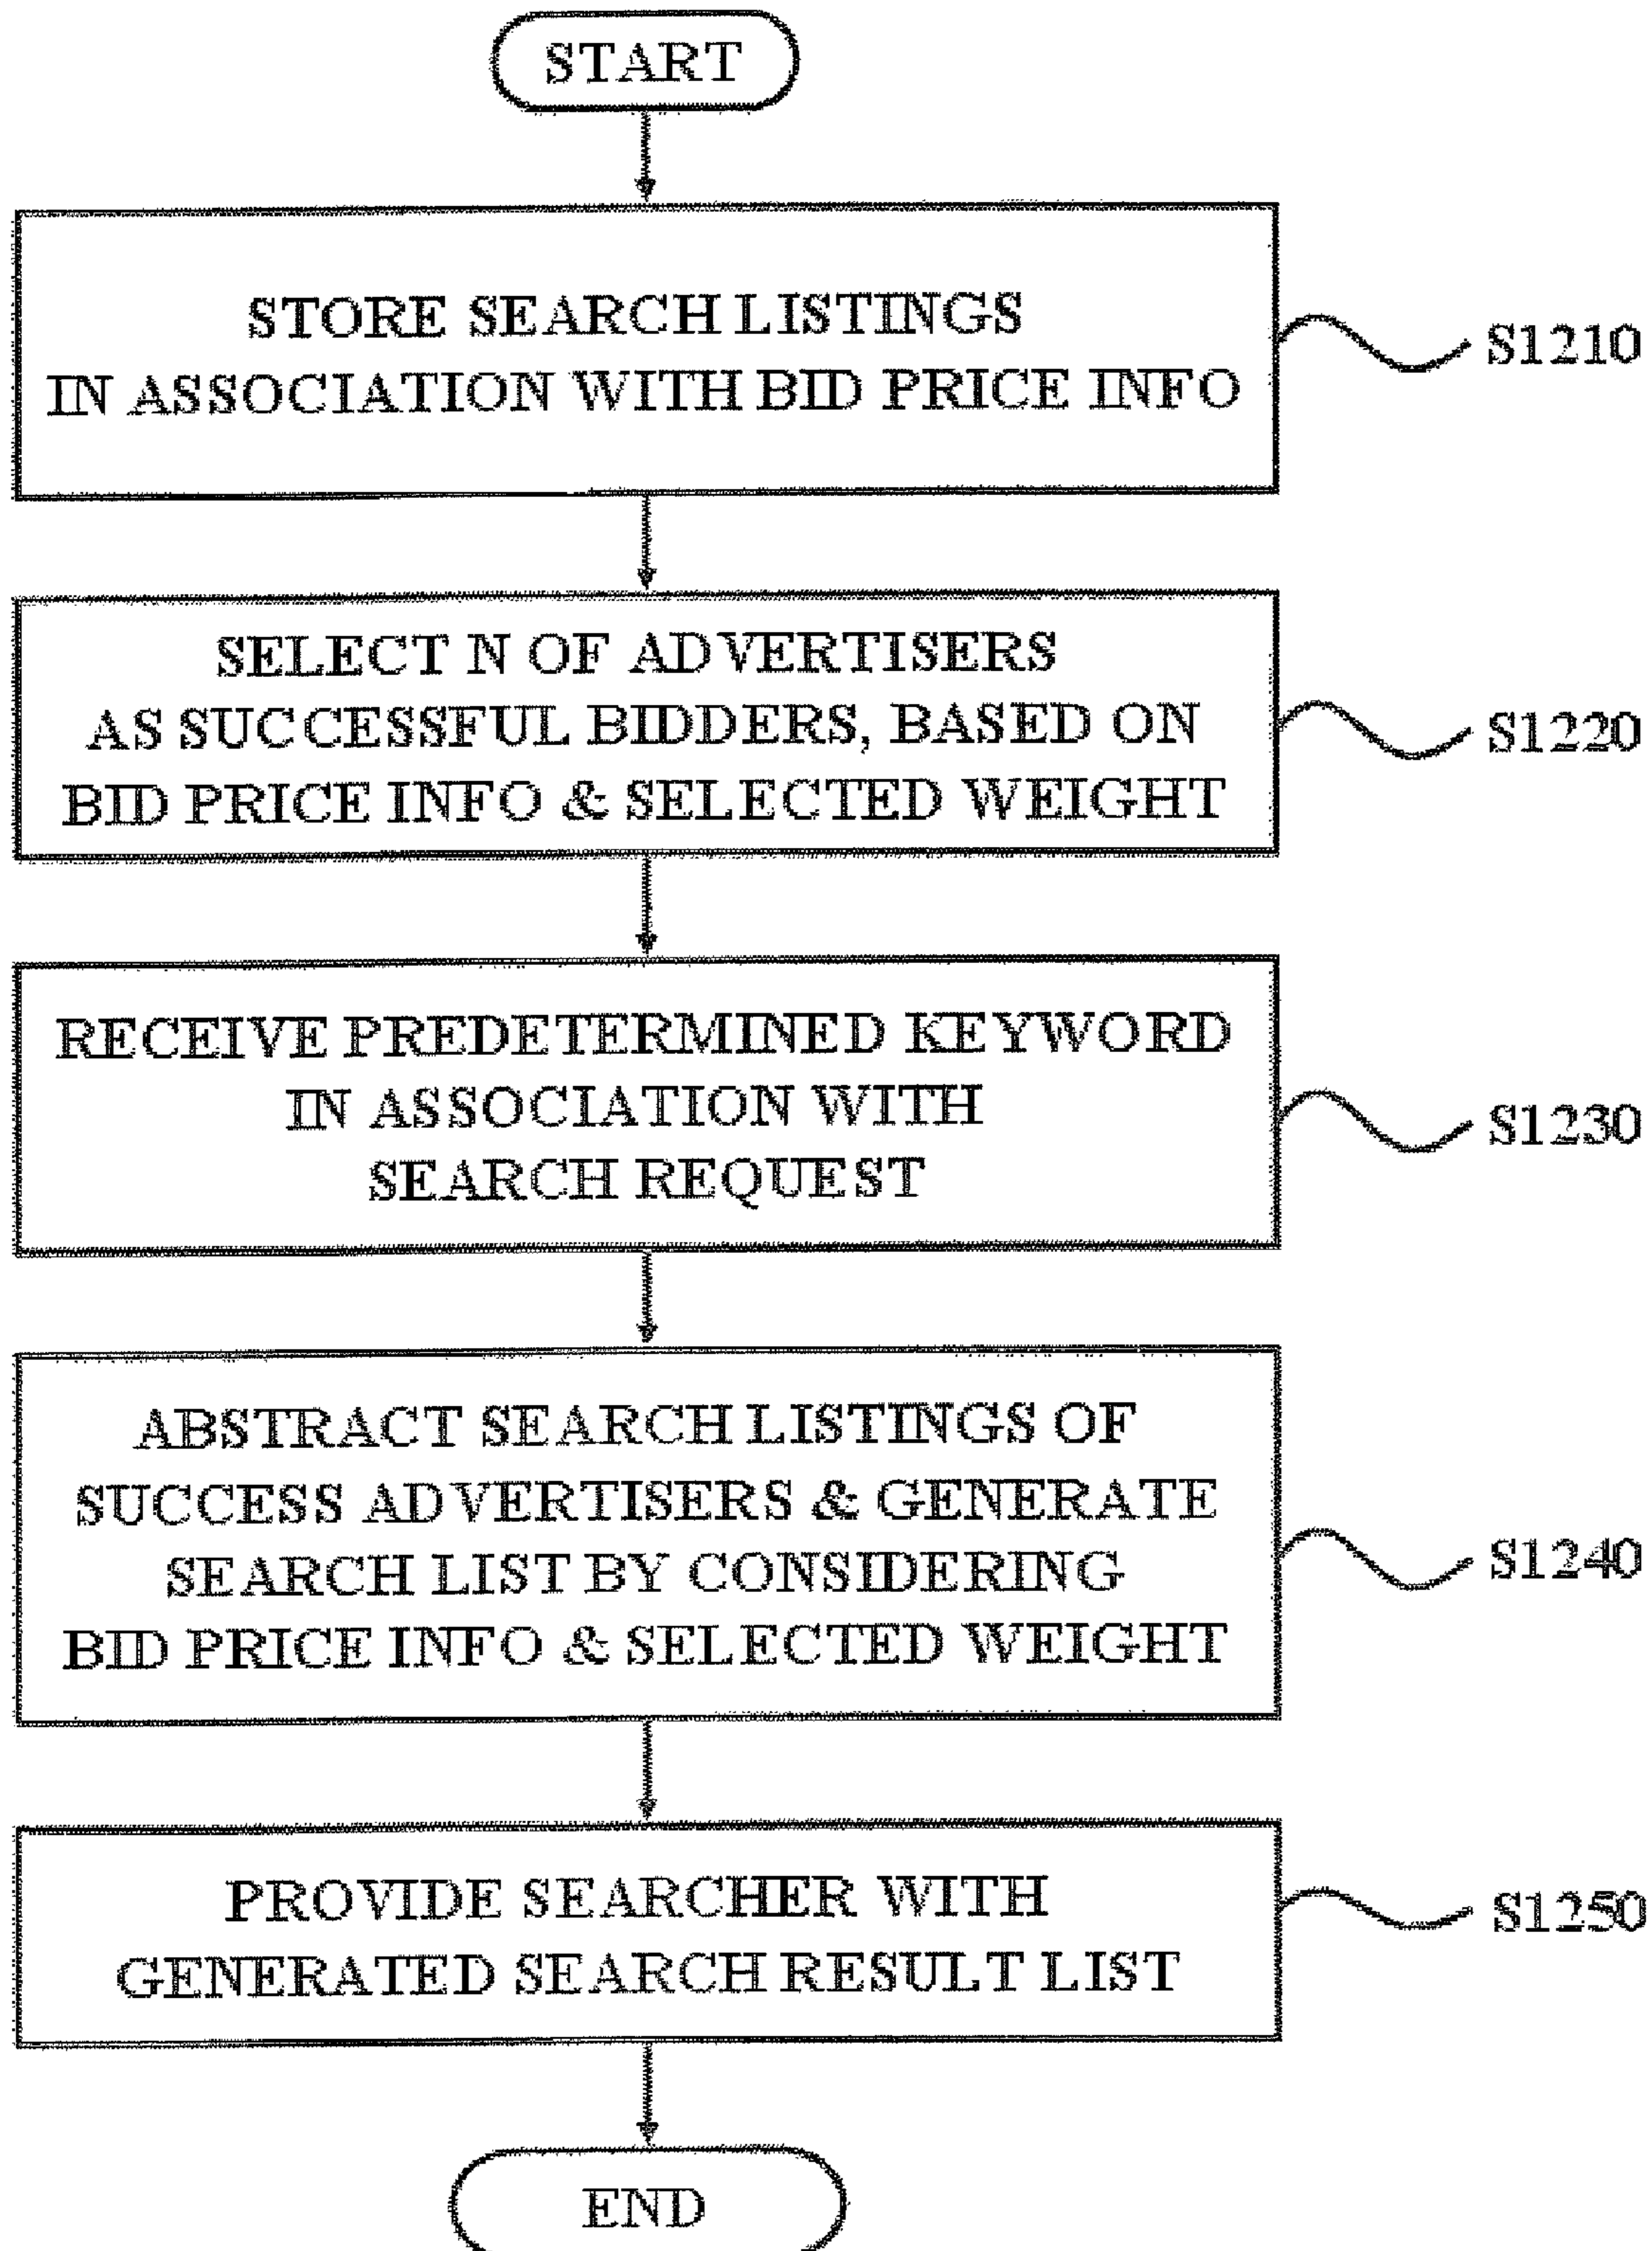 START
STORE SEARCH LISTINGS
IN ASSOCIATION WITH BID PRICE INFO
S1210
SELECT N OF ADVERTISERS
AS SUCCESSFUL BIDDERS, BASED ON
BID PRICE INFO & SELECTED WEIGHT
S1220
RECEIVE PREDETERMINED KEYWORD
IN ASSOCIATION WITH
SEARCH REQUEST
S1230
ABSTRACT SEARCH LISTINGS OF
SUCCESS ADVERTISERS & GENERATE
SEARCH LIST BY CONSIDERING
BID PRICE INFO & SELECTED WEIGHT
S1240
PROVIDE SEARCHER WITH
GENERATED SEARCH RESULT LIST
S1250
END